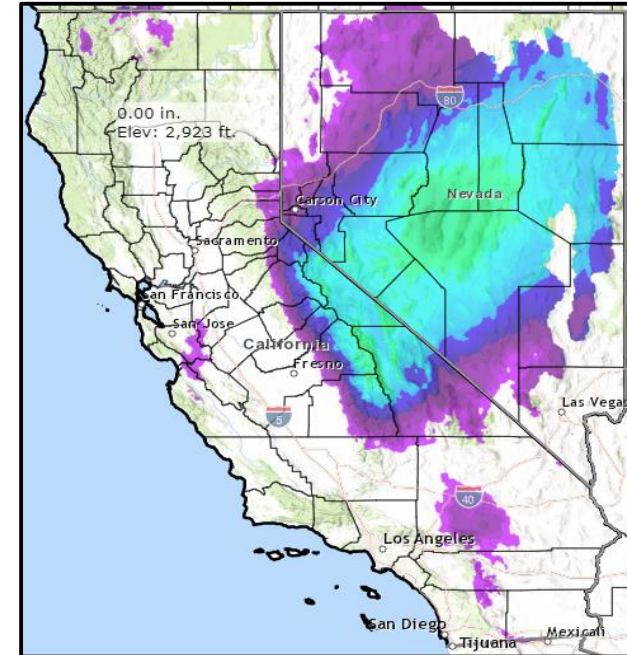 0.00 in.
Elev: 2,923 ft.
80
Carson City
Nevada
Sacramento
San Francisco
San Jose
California
Fresno
5
Las Vegas
40
Los Angeles
San Diego
Mexicali
Tijuana